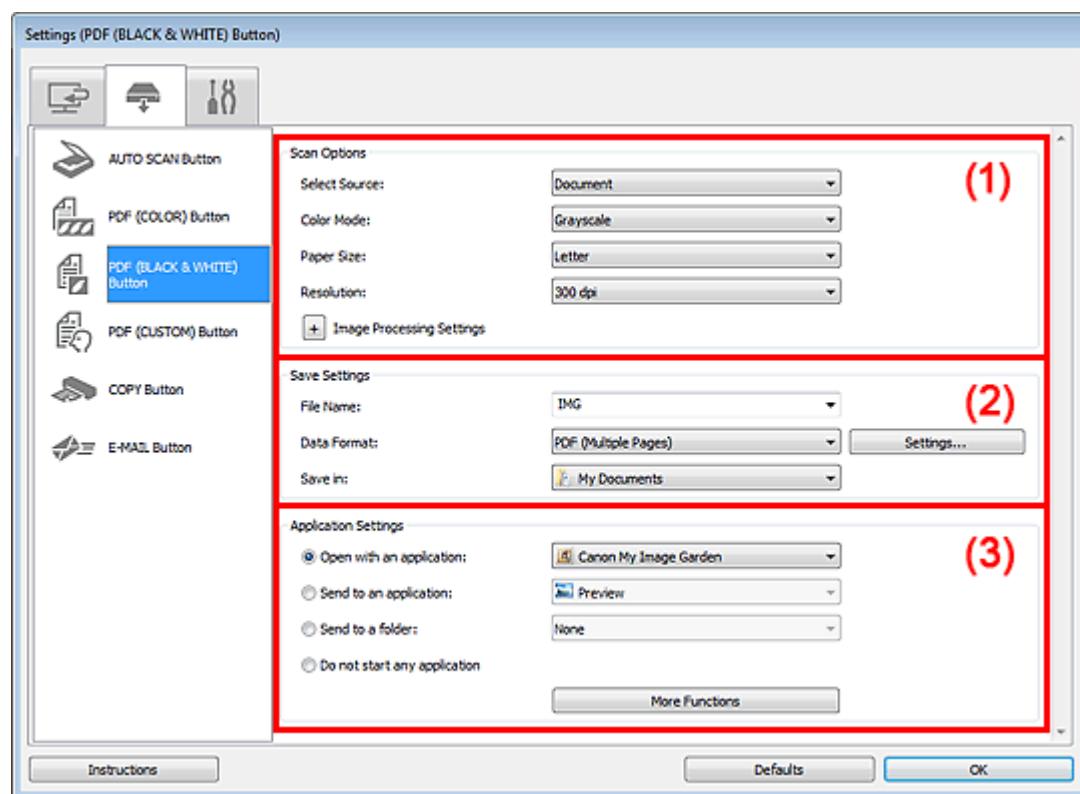 Settings (PDF (BLACK & WHITE) Button)
AUTO SCAN Button
PDF (COLOR) Button
PDF (BLACK & WHITE)
Button
PDF (CUSTOM) Button
COPY Button
E-MAIL Button
Scan Options
(1)
Select Source: Document
Color Mode: Grayscale
Paper Size: Letter
Resolution: 300 dpi
+ Image Processing Settings
Save Settings
(2)
File Name: IMG
Data Format: PDF (Multiple Pages) Settings...
Save in: My Documents
Application Settings
(3)
Open with an application: Canon My Image Garden
Send to an application: Preview
Send to a folder: None
Do not start any application
More Functions
Instructions Defaults OK